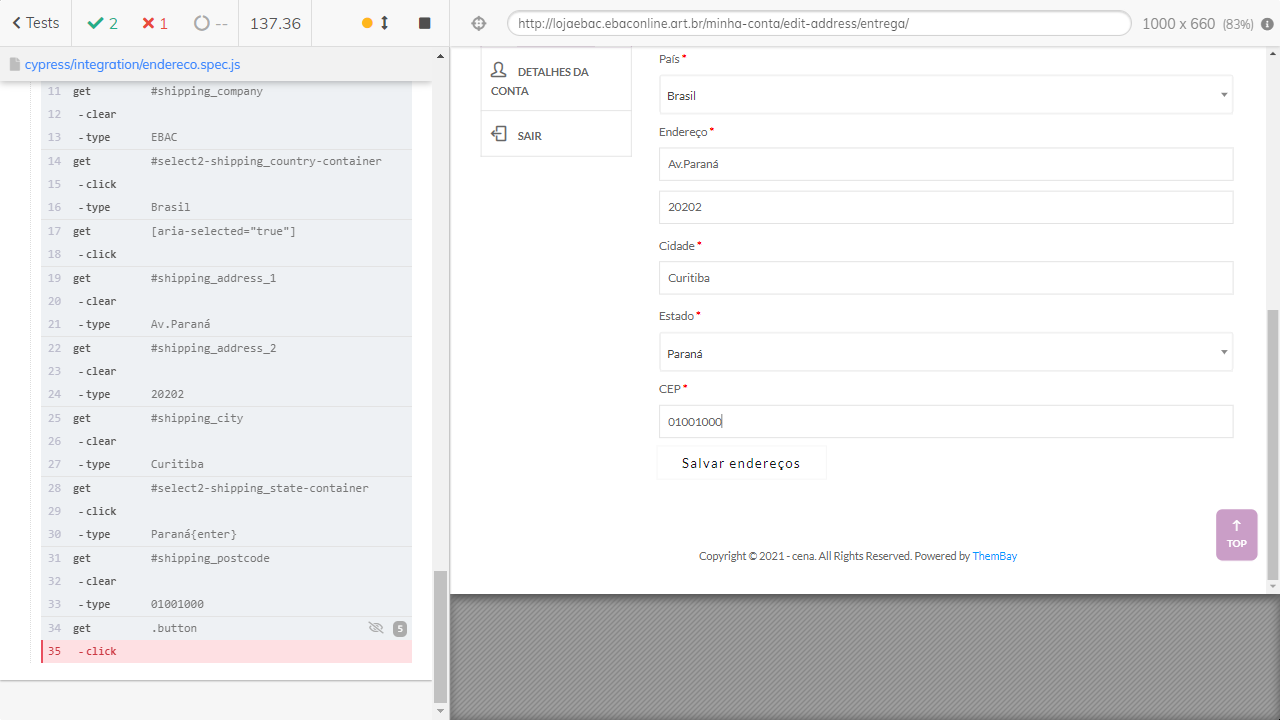 Tests
2
1
--
137.36
http://lojaebac.ebaconline.art.br/minha-conta/edit-address/entrega/
1000 x 660 (83%)
cypress/integration/endereco.spec.js
11 get #shipping_company
12 -clear
13 -type EBAC
14 get #select2-shipping_country-container
15 -click
16 -type Brasil
17 get [aria-selected="true"]
18 -click
19 get #shipping_address_1
20 -clear
21 -type Av.Paraná
22 get #shipping_address_2
23 -clear
24 -type 20202
25 get #shipping_city
26 -clear
27 -type Curitiba
28 get #select2-shipping_state-container
29 -click
30 -type Paraná{enter}
31 get #shipping_postcode
32 -clear
33 -type 01001000
34 get .button 5
35 -click
DETALHES DA
CONTA
SAIR
País *
Brasil
Endereço *
Av.Paraná
20202
Cidade *
Curitiba
Estado *
Paraná
CEP *
01001000
Salvar endereços
TOP
Copyright © 2021 - cena. All Rights Reserved. Powered by ThemBay